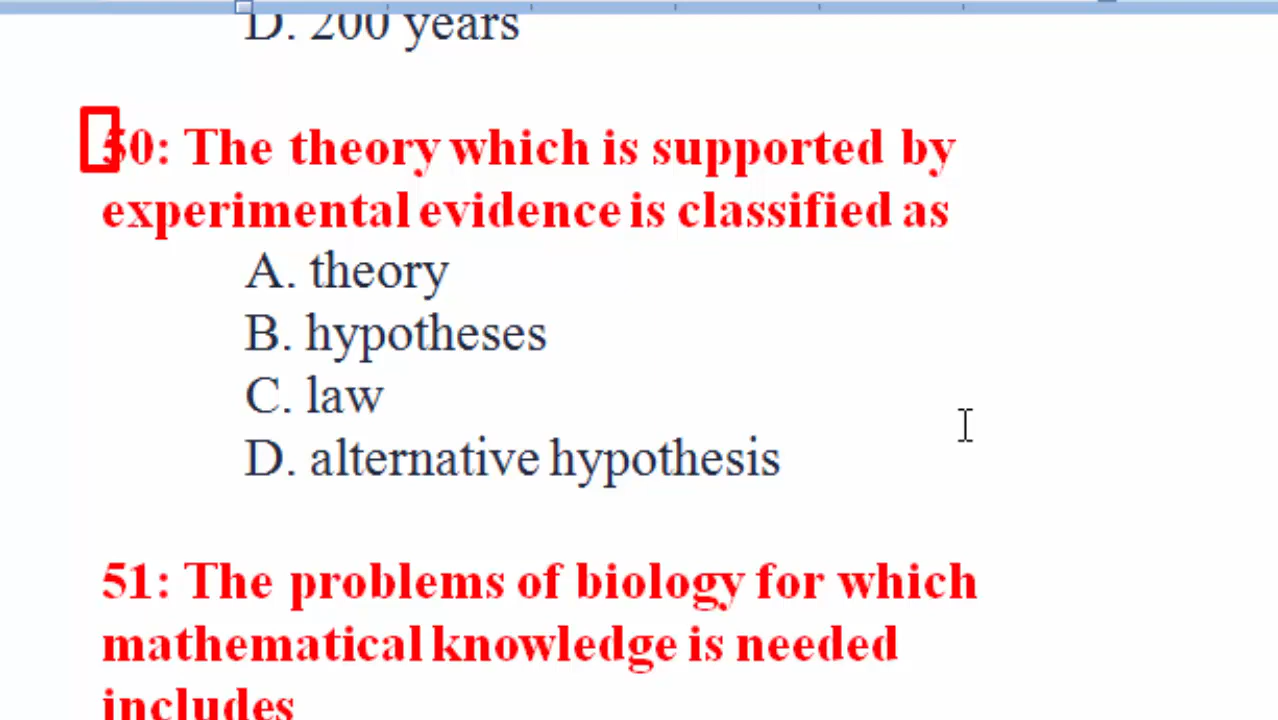 D. 200 years
50: The theory which is supported by
experimental evidence is classified as
A. theory
B. hypotheses
C. law
D. alternative hypothesis
51: The problems of biology for which
mathematical knowledge is needed
includes